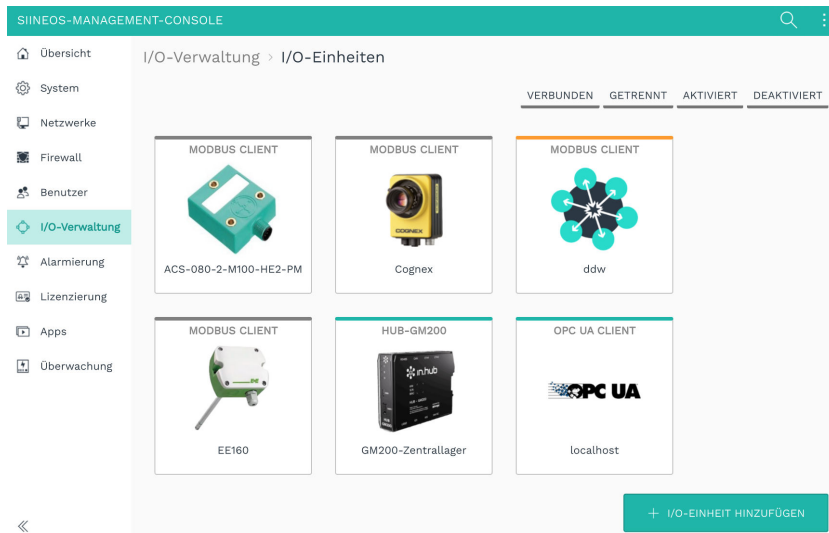 SIINEOS-MANAGEMENT-CONSOLE
Übersicht
System
Netzwerke
Firewall
Benutzer
I/O-Verwaltung
Alarmierung
Lizenzierung
Apps
Überwachung
I/O-Verwaltung > I/O-Einheiten
VERBUNDEN GETRENNT AKTIVIERT DEAKTIVIERT
MODBUS CLIENT
COGNEX
ACS-080-2-M100-HE2-PM
MODBUS CLIENT
Cognex
MODBUS CLIENT
ddw
MODBUS CLIENT
EE160
HUB-GM200
in.hub
GM200-Zentrallager
OPC UA CLIENT
OPC UA
localhost
+ I/O-EINHEIT HINZUFÜGEN